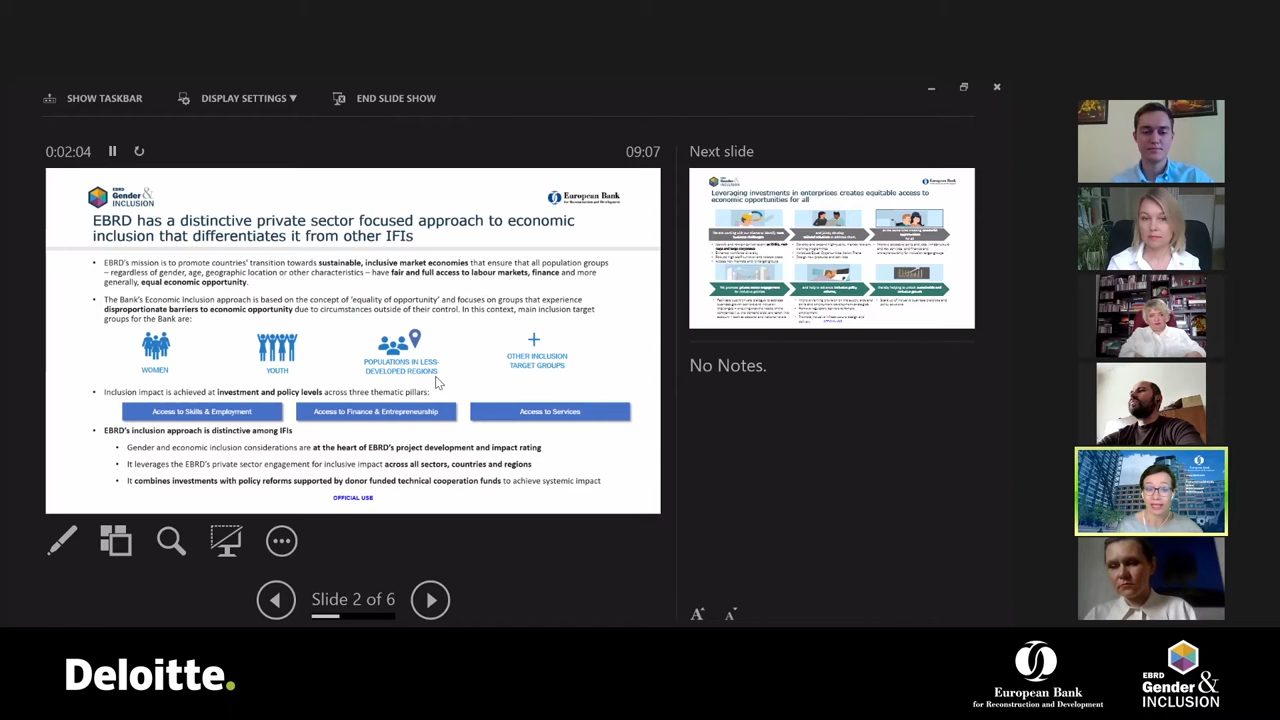 SHOW TASKBAR
DISPLAY SETTINGS ▼
END SLIDE SHOW
0:02:04
09:07
Next slide
EBRD
Gender &
INCLUSION
European Bank
for Reconstruction and Development
EBRD has a distinctive private sector focused approach to economic
inclusion that differentiates it from other IFIs
• EBRD's mission is to promote countries' transition towards sustainable, inclusive market economies that ensure that all population groups
– regardless of gender, age, geographic location or other characteristics – have fair and full access to labour markets, finance and more
generally, equal economic opportunity.
• The Bank's Economic Inclusion approach is based on the concept of 'equality of opportunity' and focuses on groups that experience
disproportionate barriers to economic opportunity due to circumstances outside of their control. In this context, main inclusion target
groups for the Bank are:
WOMEN
YOUTH
POPULATIONS IN LESS-
DEVELOPED REGIONS
OTHER INCLUSION
TARGET GROUPS
• Inclusion impact is achieved at investment and policy levels across three thematic pillars:
Access to Skills & Employment
Access to Finance & Entrepreneurship
Access to Services
• EBRD's inclusion approach is distinctive among IFIs
• Gender and economic inclusion considerations are at the heart of EBRD's project development and impact rating
• It leverages the EBRD's private sector engagement for inclusive impact across all sectors, countries and regions
• It combines investments with policy reforms supported by donor funded technical cooperation funds to achieve systemic impact
OFFICIAL USE
Gender &
INCLUSION
European Bank
Leveraging investments in enterprises creates equitable access to
economic opportunities for all
No Notes.
Slide 2 of 6
A
A
European Bank
Deloitte.
European Bank
for Reconstruction and Development
EBRD
Gender &
INCLUSION